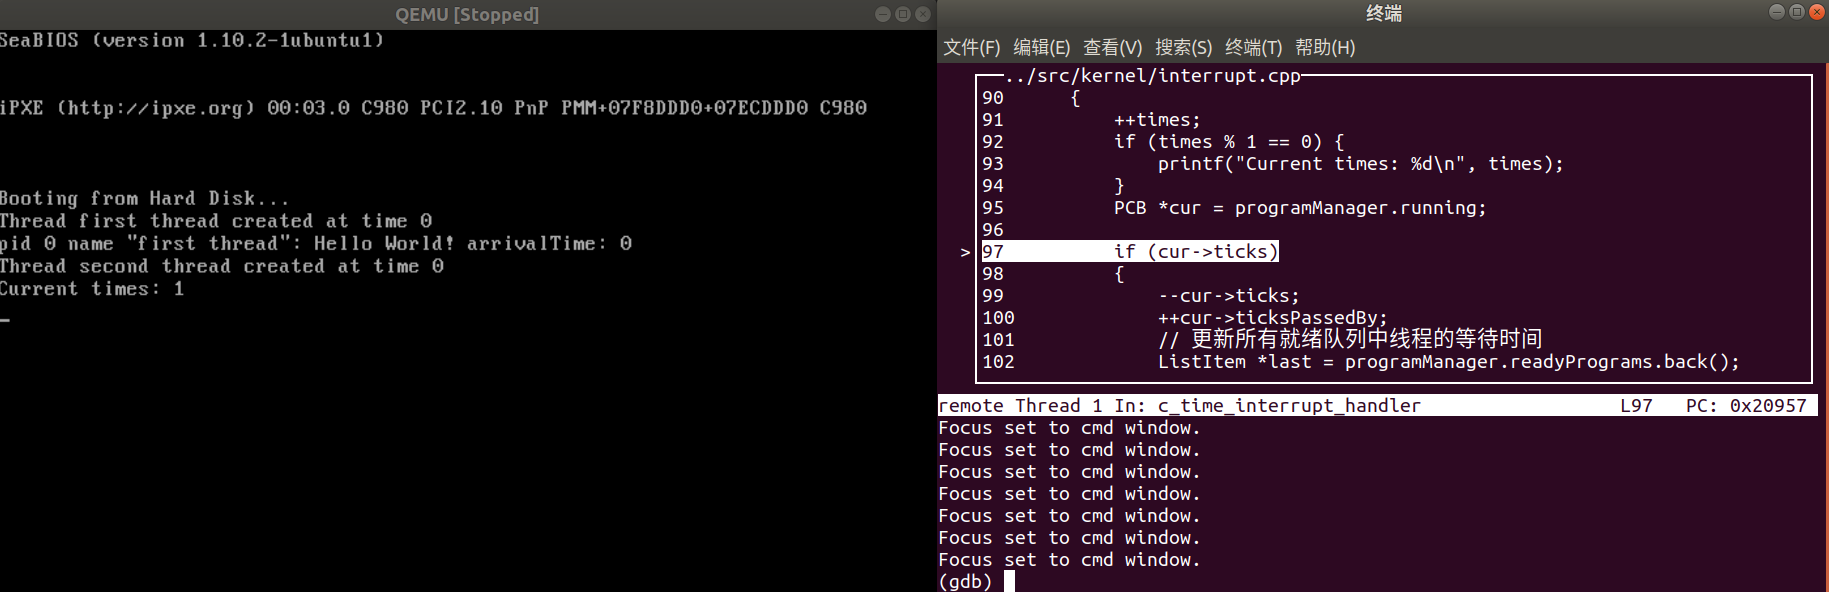 QEMU [Stopped]
SeaBIOS (version 1.10.2-1ubuntu1)
iPXE (http://ipxe.org) 00:03.0 C980 PCI2.10 PnP PMM+07F8DDD0+07ECDDD0 C980
Booting from Hard Disk...
Thread first thread created at time 0
pid 0 name "first thread": Hello World! arrivalTime: 0
Thread second thread created at time 0
Current times: 1
终端
文件(F) 编辑(E) 查看(V) 搜索(S) 终端(T) 帮助(H)
../src/kernel/interrupt.cpp
90 {
91 ++times;
92 if (times % 1 == 0) {
93 printf("Current times: %d\n", times);
94 }
95 PCB *cur = programManager.running;
96
>97 if (cur->ticks)
98 {
99 --cur->ticks;
100 ++cur->ticksPassedBy;
101 // 更新所有就绪队列中线程的等待时间
102 ListItem *last = programManager.readyPrograms.back();
remote Thread 1 In: c_time_interrupt_handler L97 PC: 0x20957
Focus set to cmd window.
Focus set to cmd window.
Focus set to cmd window.
Focus set to cmd window.
Focus set to cmd window.
Focus set to cmd window.
Focus set to cmd window.
(gdb)